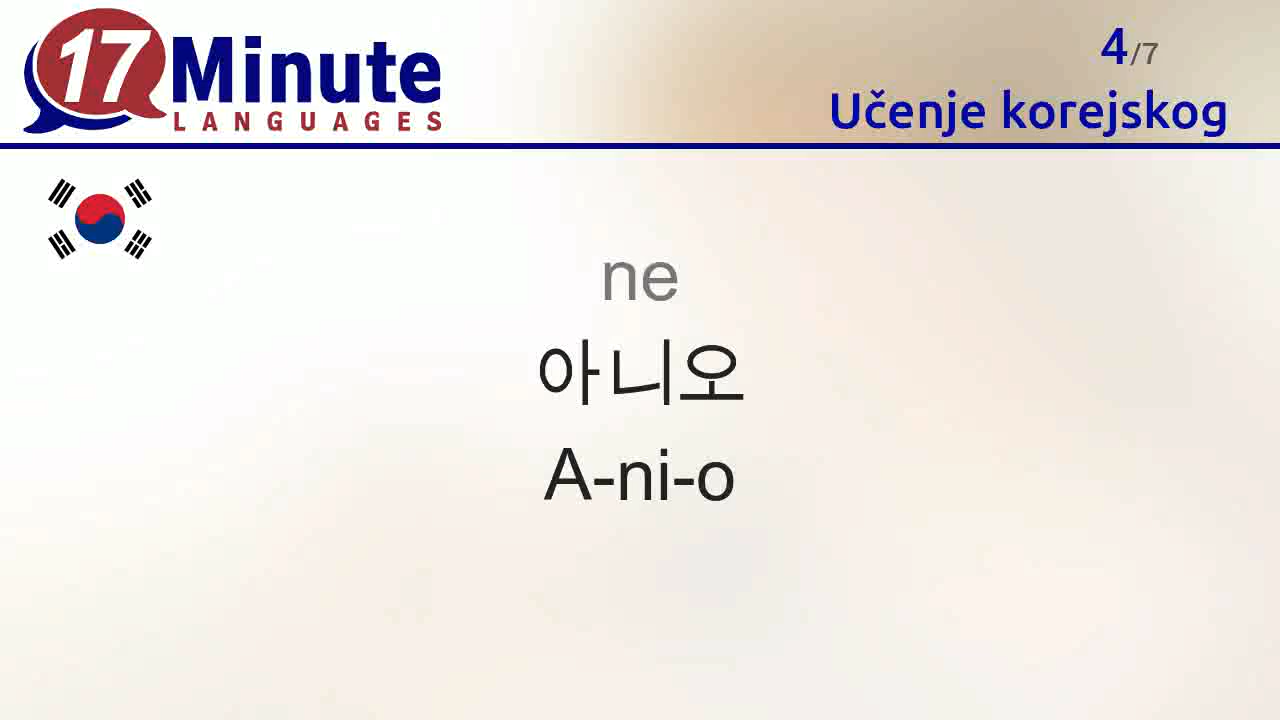 17 Minute
LANGUAGES
4/7
Učenje korejskog
ne
아니오
A-ni-o